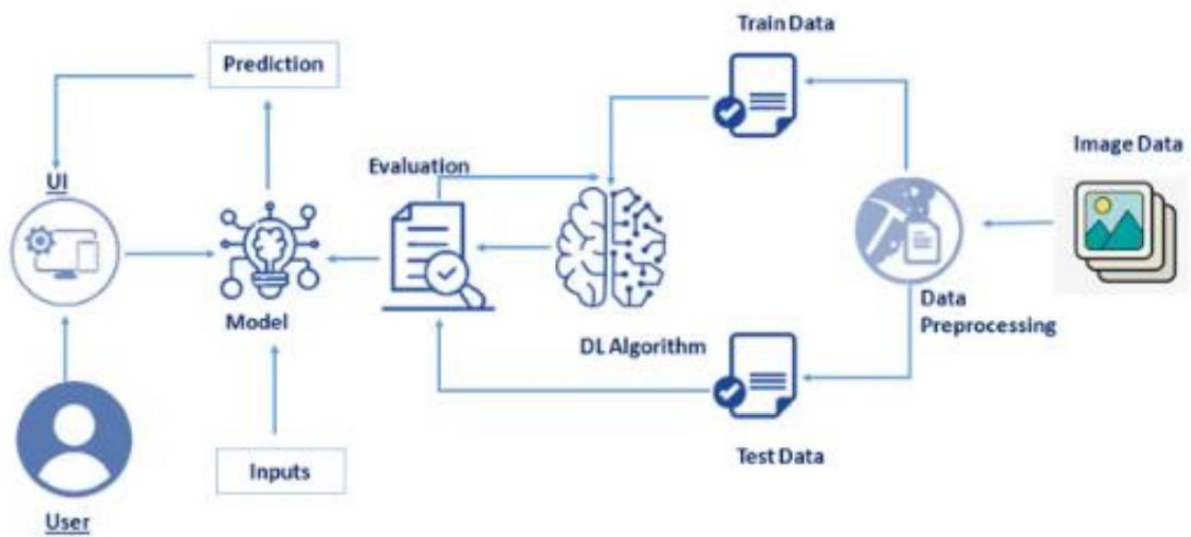 Train Data
Prediction
Image Data
Evaluation
UI
Data
Preprocessing
Model
DL Algorithm
Test Data
Inputs
User